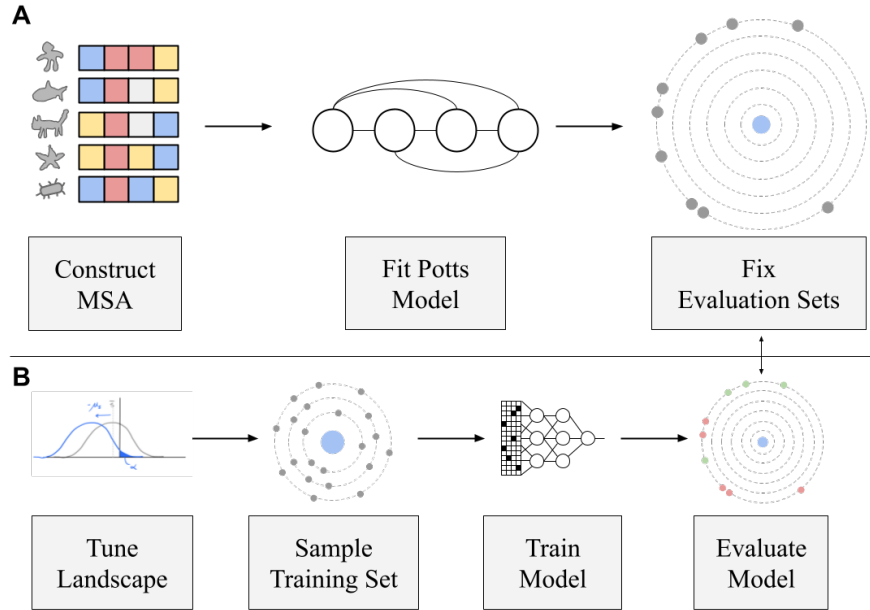 A
Construct
MSA
Fit Potts
Model
Fix
Evaluation Sets
B
Tune
Landscape
Sample
Training Set
Train
Model
Evaluate
Model